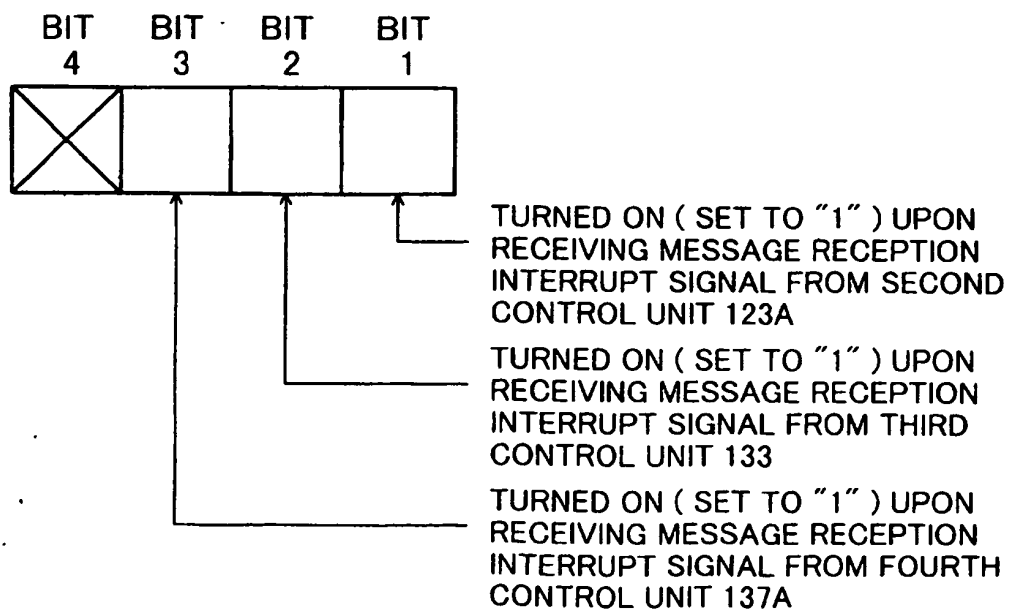 BIT BIT BIT BIT
4 3 2 1
TURNED ON ( SET TO ″1″ ) UPON
RECEIVING MESSAGE RECEPTION
INTERRUPT SIGNAL FROM SECOND
CONTROL UNIT 123A
TURNED ON ( SET TO ″1″ ) UPON
RECEIVING MESSAGE RECEPTION
INTERRUPT SIGNAL FROM THIRD
CONTROL UNIT 133
TURNED ON ( SET TO ″1″ ) UPON
RECEIVING MESSAGE RECEPTION
INTERRUPT SIGNAL FROM FOURTH
CONTROL UNIT 137A